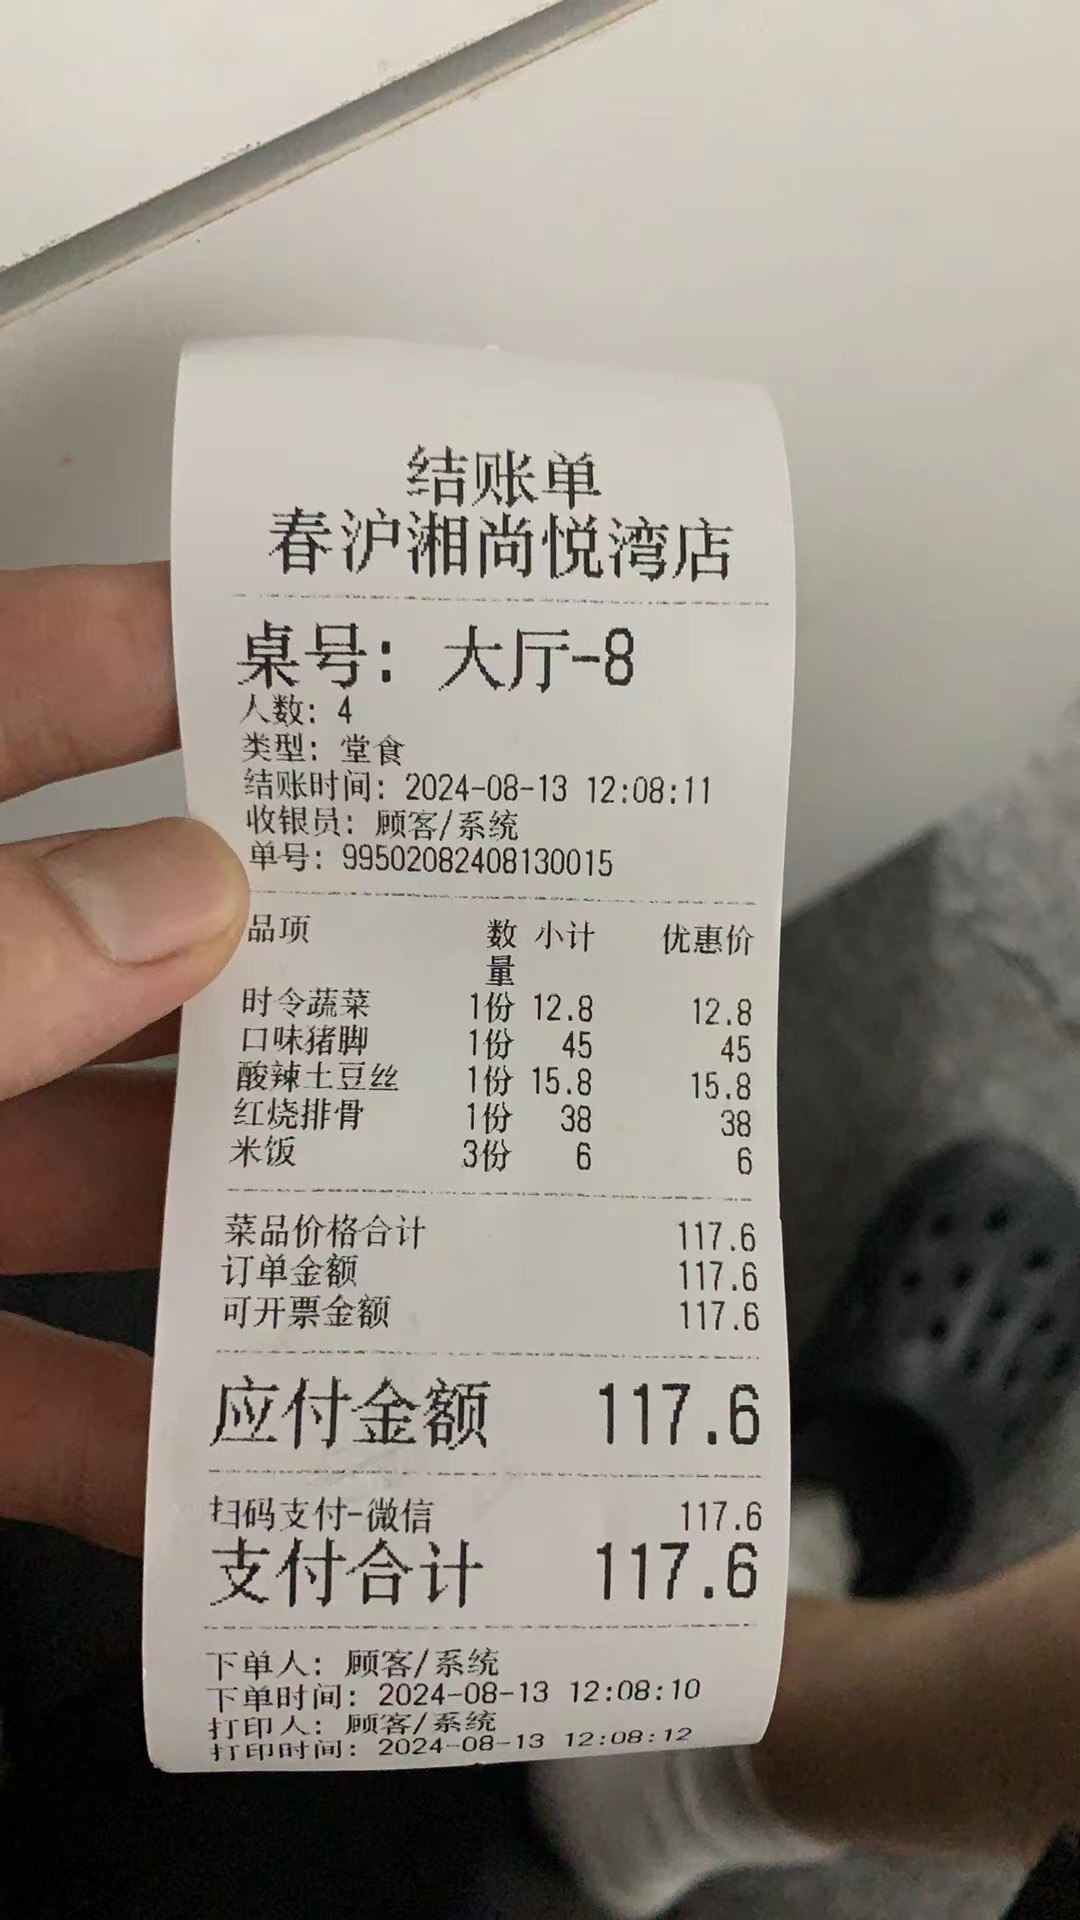 结账单
春沪湘尚悦湾店
桌号: 大厅-8
人数: 4
类型: 堂食
结账时间: 2024-08-13 12:08:11
收银员: 顾客/系统
单号: 99502082408130015
品项 数量 小计 优惠价
时令蔬菜 1份 12.8 12.8
口味猪脚 1份 45 45
酸辣土豆丝 1份 15.8 15.8
红烧排骨 1份 38 38
米饭 3份 6 6
菜品价格合计 117.6
订单金额 117.6
可开票金额 117.6
应付金额 117.6
扫码支付-微信 117.6
支付合计 117.6
下单人: 顾客/系统
下单时间: 2024-08-13 12:08:10
打印人: 顾客/系统
打印时间: 2024-08-13 12:08:12